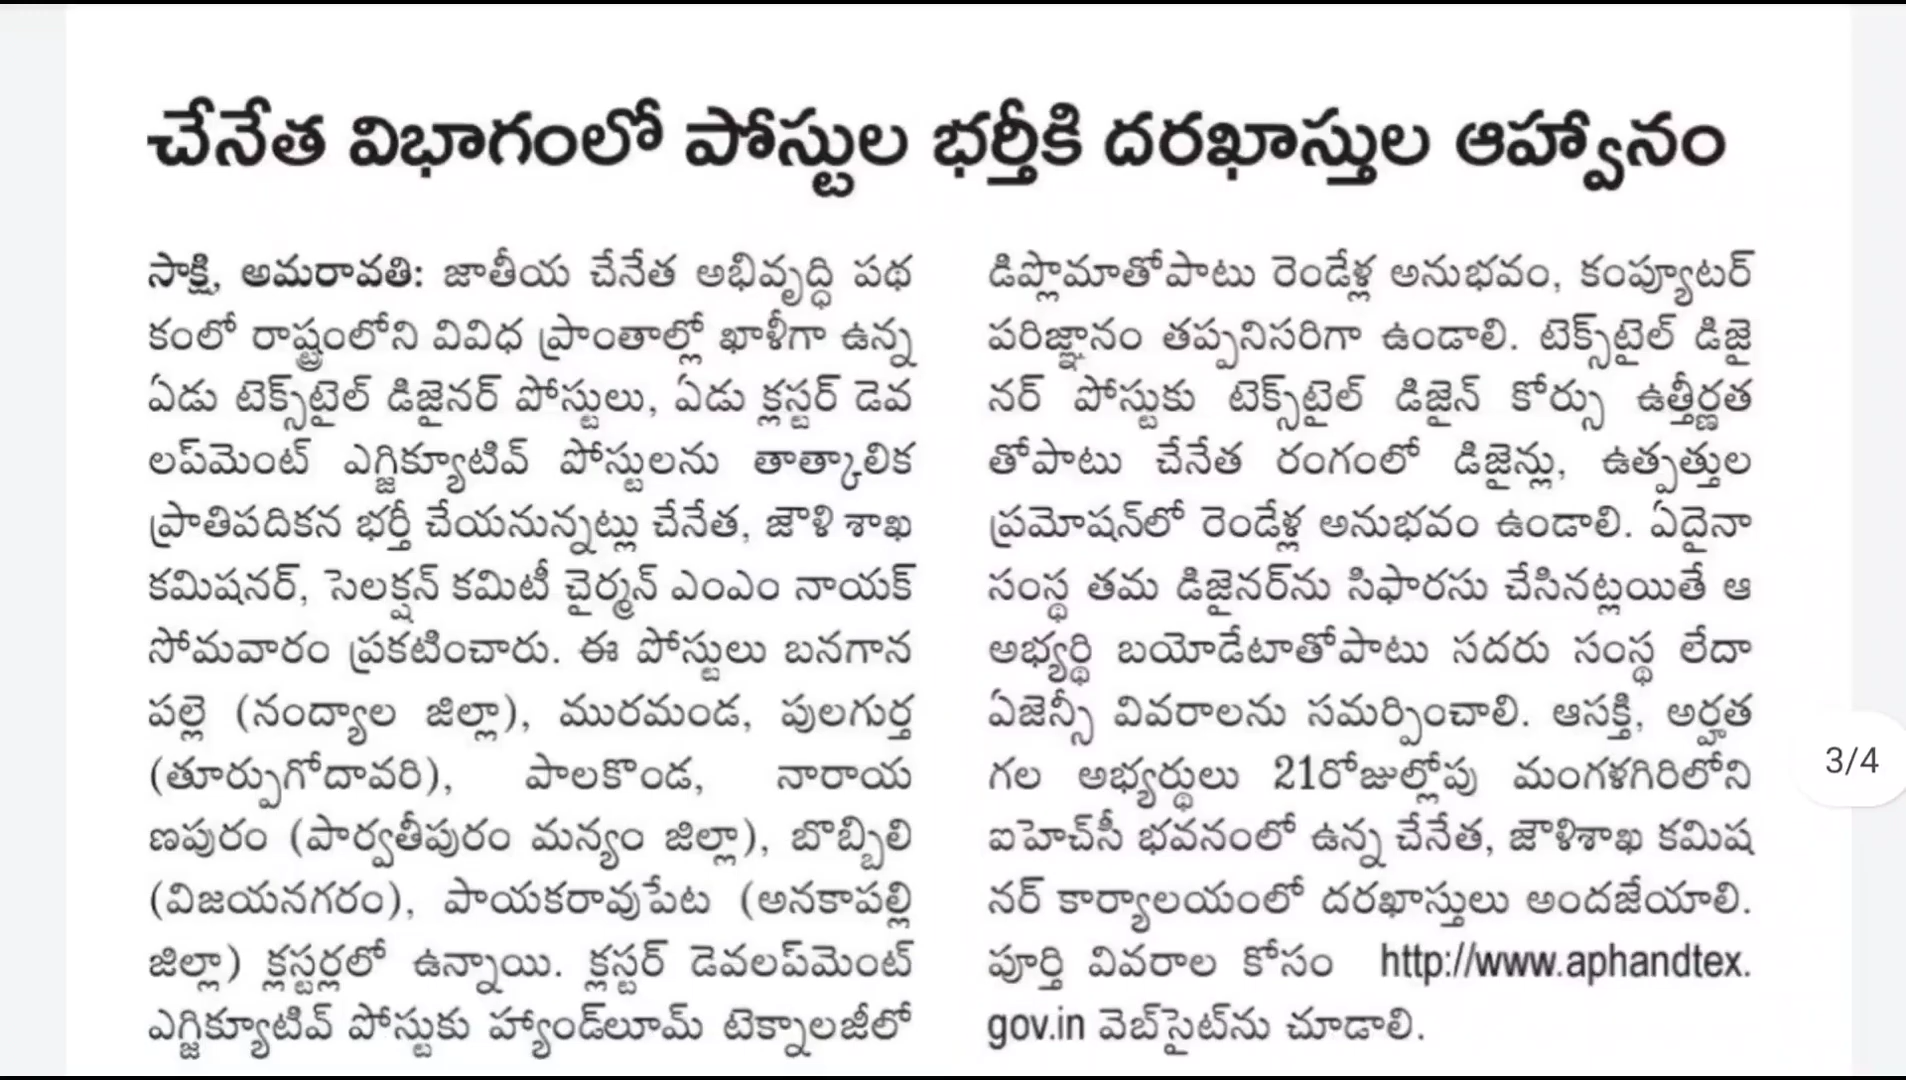 చేనేత విభాగంలో పోస్టుల భర్తీకి దరఖాస్తుల ఆహ్వానం
సాక్షి, అమరావతి: జాతీయ చేనేత అభివృద్ధి పథ
కంలో రాష్ట్రంలోని వివిధ ప్రాంతాల్లో ఖాళీగా ఉన్న
ఏడు టెక్స్‌టైల్ డిజైనర్ పోస్టులు, ఏడు క్లస్టర్ డెవ
లప్‌మెంట్ ఎగ్జిక్యూటివ్ పోస్టులను తాత్కాలిక
ప్రాతిపదికన భర్తీ చేయనున్నట్లు చేనేత, జౌళి శాఖ
కమిషనర్, సెలక్షన్ కమిటీ చైర్మన్ ఎంఎం నాయక్
సోమవారం ప్రకటించారు. ఈ పోస్టులు బనగాన
పల్లె (నంద్యాల జిల్లా), మురమండ, పులగుర్త
(తూర్పుగోదావరి), పాలకొండ, నారాయ
ణపురం (పార్వతీపురం మన్యం జిల్లా), బొబ్బిలి
(విజయనగరం), పాయకరావుపేట (అనకాపల్లి
జిల్లా) క్లస్టర్లలో ఉన్నాయి. క్లస్టర్ డెవలప్‌మెంట్
ఎగ్జిక్యూటివ్ పోస్టుకు హ్యాండ్‌లూమ్ టెక్నాలజీలో
డిప్లొమాతోపాటు రెండేళ్ల అనుభవం, కంప్యూటర్
పరిజ్ఞానం తప్పనిసరిగా ఉండాలి. టెక్స్‌టైల్ డిజై
నర్ పోస్టుకు టెక్స్‌టైల్ డిజైన్ కోర్సు ఉత్తీర్ణత
తోపాటు చేనేత రంగంలో డిజైన్లు, ఉత్పత్తుల
ప్రమోషన్‌లో రెండేళ్ల అనుభవం ఉండాలి. ఏదైనా
సంస్థ తమ డిజైనర్‌ను సిఫారసు చేసినట్లయితే ఆ
అభ్యర్థి బయోడేటాతోపాటు సదరు సంస్థ లేదా
ఏజెన్సీ వివరాలను సమర్పించాలి. ఆసక్తి, అర్హత
గల అభ్యర్థులు 21రోజుల్లోపు మంగళగిరిలోని
ఐహెచ్‌సీ భవనంలో ఉన్న చేనేత, జౌళిశాఖ కమిష
నర్ కార్యాలయంలో దరఖాస్తులు అందజేయాలి.
పూర్తి వివరాల కోసం http://www.aphandtex.
gov.in వెబ్‌సైట్‌ను చూడాలి.
3/4